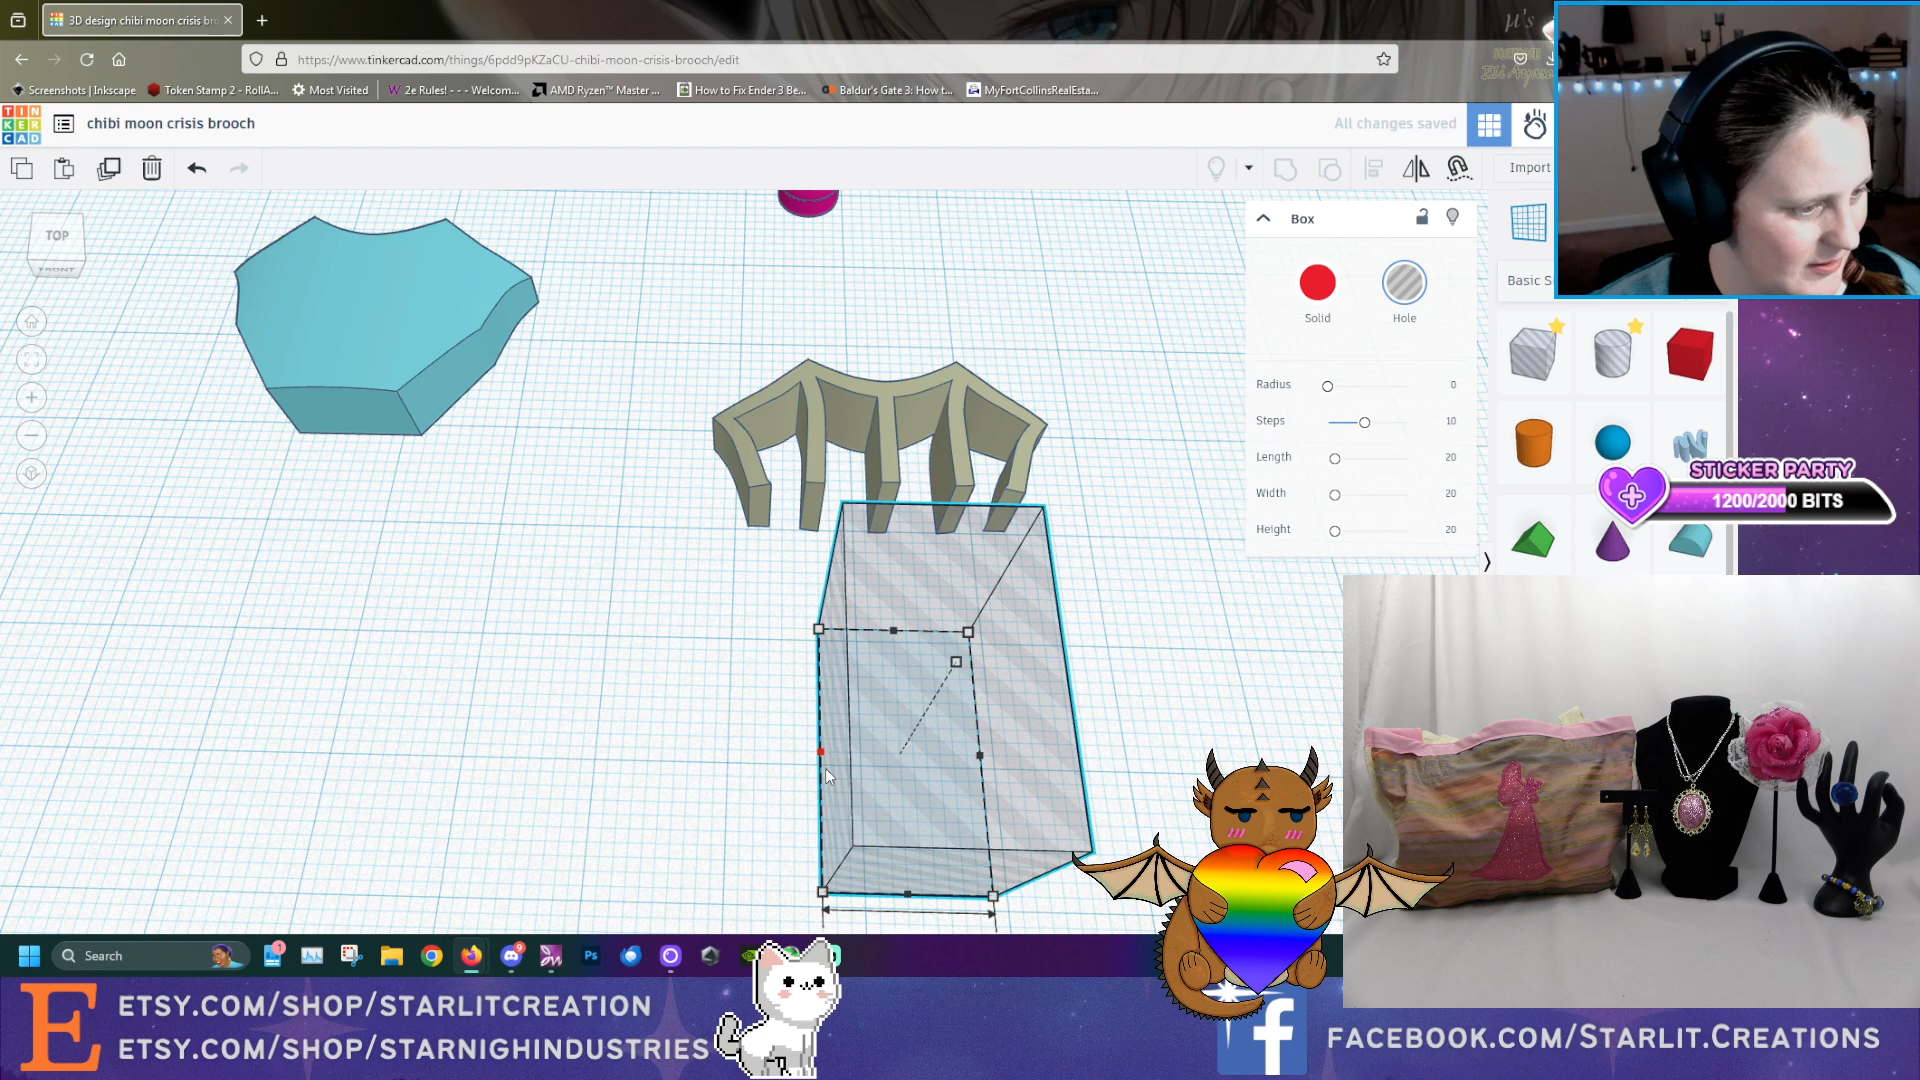 3D design chibi moon crisis bro
μ's
https://www.tinkercad.com/things/6pdd9pKZaCU-chibi-moon-crisis-brooch/edit
Screenshots | Inkscape
Token Stamp 2 - RollA...
Most Visited
2e Rules! - - - Welcom...
AMD Ryzen™ Master ...
How to Fix Ender 3 Be...
Baldur's Gate 3: How t...
MyFortCollinsRealEsta...
TIN
KER
CAD
chibi moon crisis brooch
All changes saved
Import
TOP
FRONT
Box
Solid
Hole
Radius 0
Steps 10
Length 20
Width 20
Height 20
Basic S
STICKER PARTY
1200/2000 BITS
Search
1
9
Ps
E
ETSY.COM/SHOP/STARLITCREATION
ETSY.COM/SHOP/STARNIGHINDUSTRIES
f
FACEBOOK.COM/STARLIT.CREATIONS